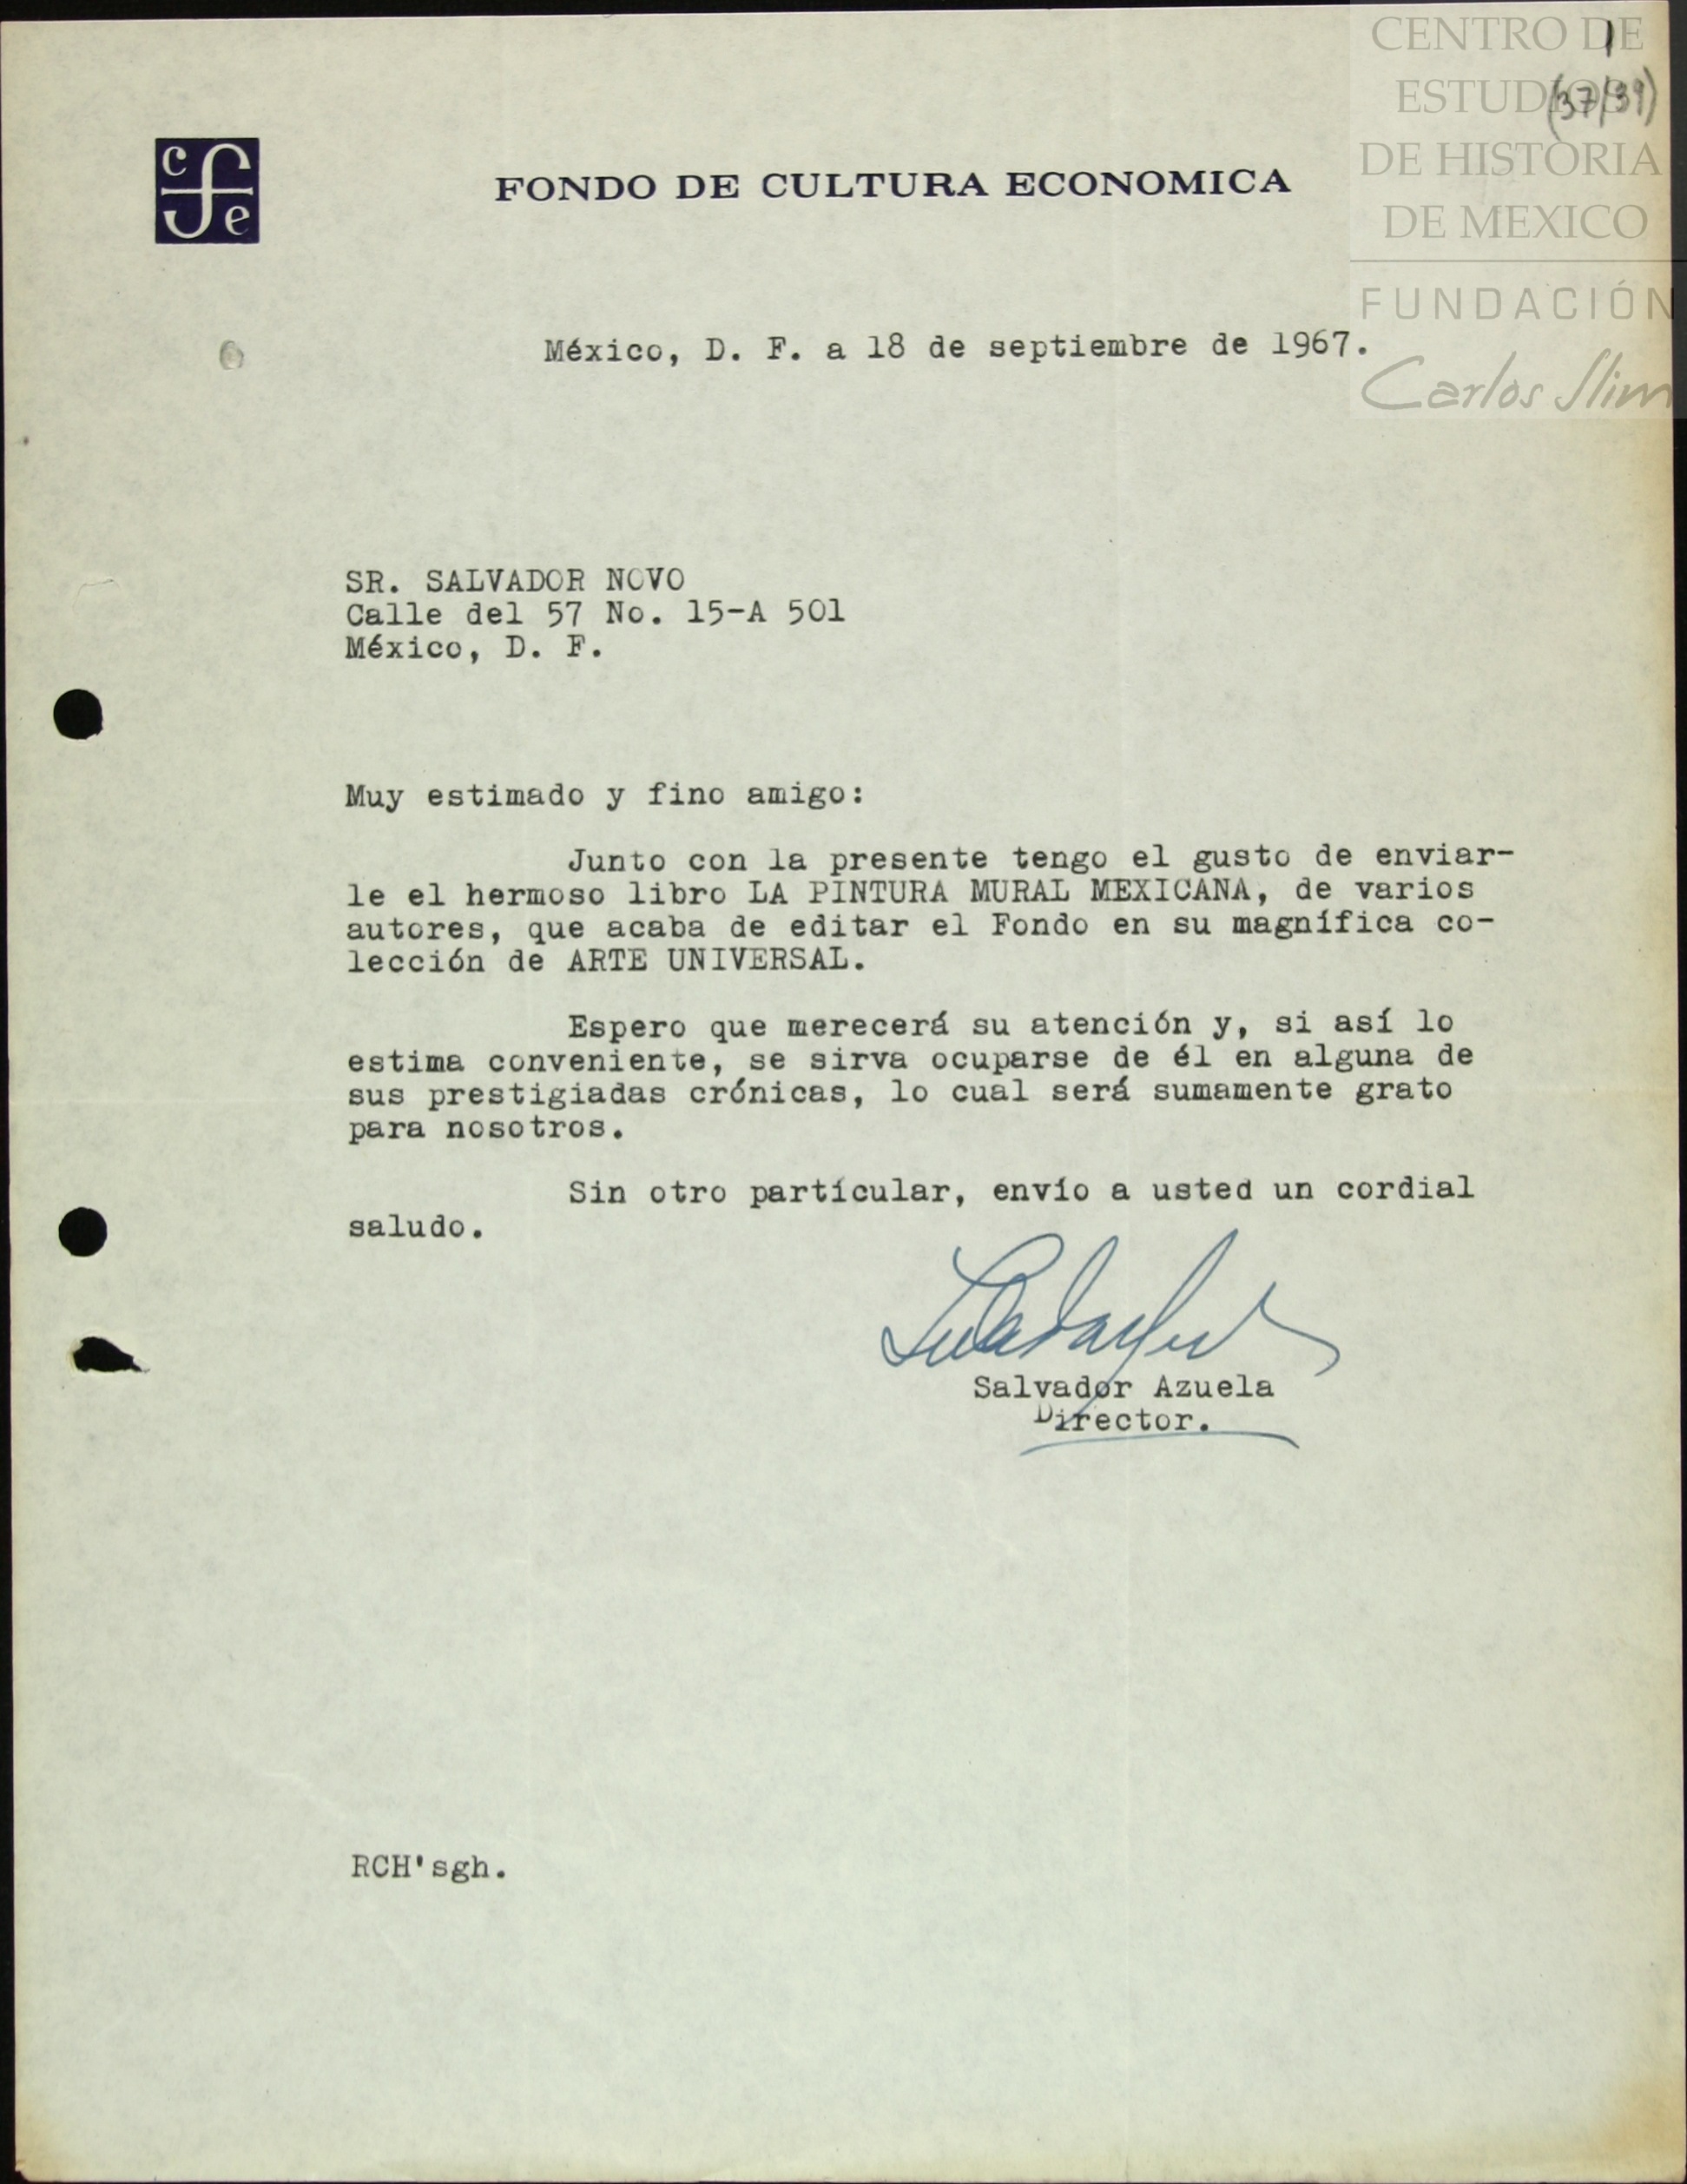 CENTRO DE
ESTUDIOS
DE HISTORIA
DE MEXICO
FUNDACIÓN
Carlos Slim
1
(37/39)
cfe
FONDO DE CULTURA ECONOMICA
México, D. F. a 18 de septiembre de 1967.
SR. SALVADOR NOVO
Calle del 57 No. 15-A 501
México, D. F.
Muy estimado y fino amigo:
Junto con la presente tengo el gusto de enviar-
le el hermoso libro LA PINTURA MURAL MEXICANA, de varios
autores, que acaba de editar el Fondo en su magnífica co-
lección de ARTE UNIVERSAL.
Espero que merecerá su atención y, si así lo
estima conveniente, se sirva ocuparse de él en alguna de
sus prestigiadas crónicas, lo cual será sumamente grato
para nosotros.
Sin otro partícular, envío a usted un cordial
saludo.
Salvador Azuela
Director.
RCH'sgh.